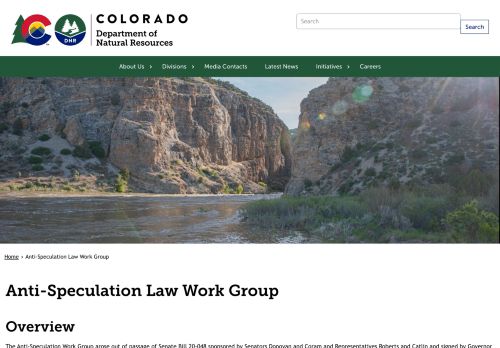 COLORADO
Department of
Natural Resources
DNR
Search
Search
About Us › Divisions › Media Contacts Latest News Initiatives › Careers
Home › Anti-Speculation Law Work Group
Anti-Speculation Law Work Group
Overview
The Anti-Speculation Work Group arose out of passage of Senate Bill 20-048 sponsored by Senators Donovan and Coram and Representatives Roberts and Catlin and signed by Governor